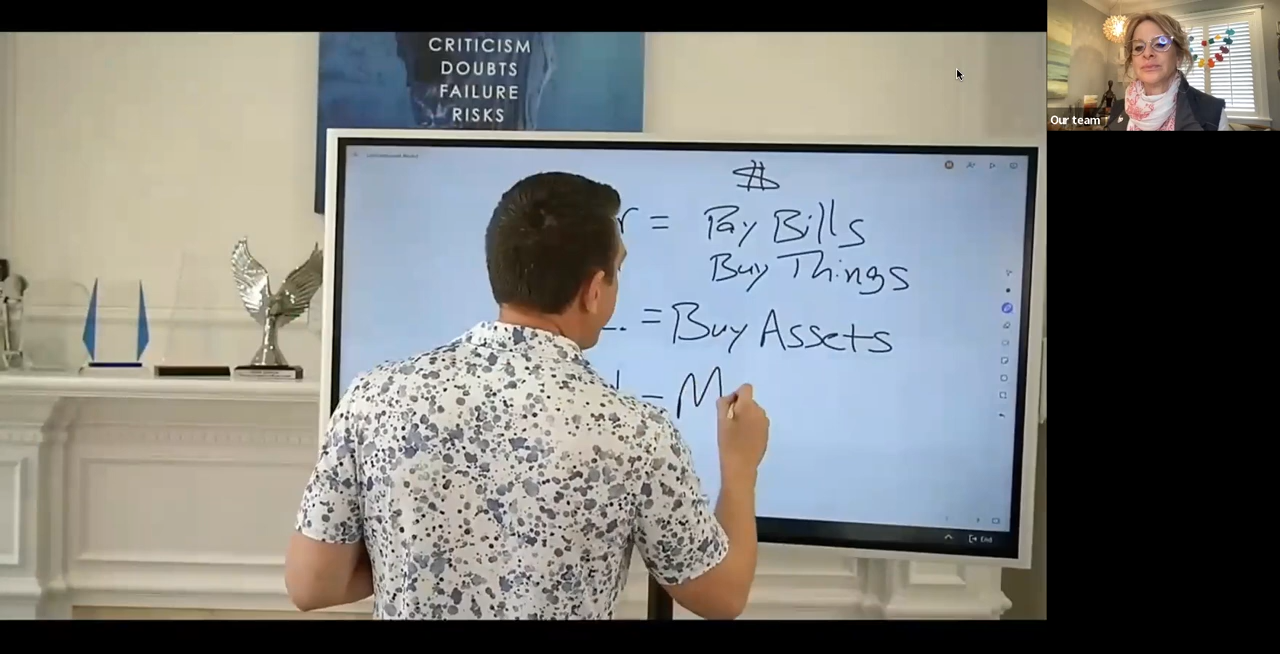 CRITICISM
DOUBTS
FAILURE
RISKS
Our team
$
r = Pay Bills
Buy Things
. = Buy Assets
= M
End